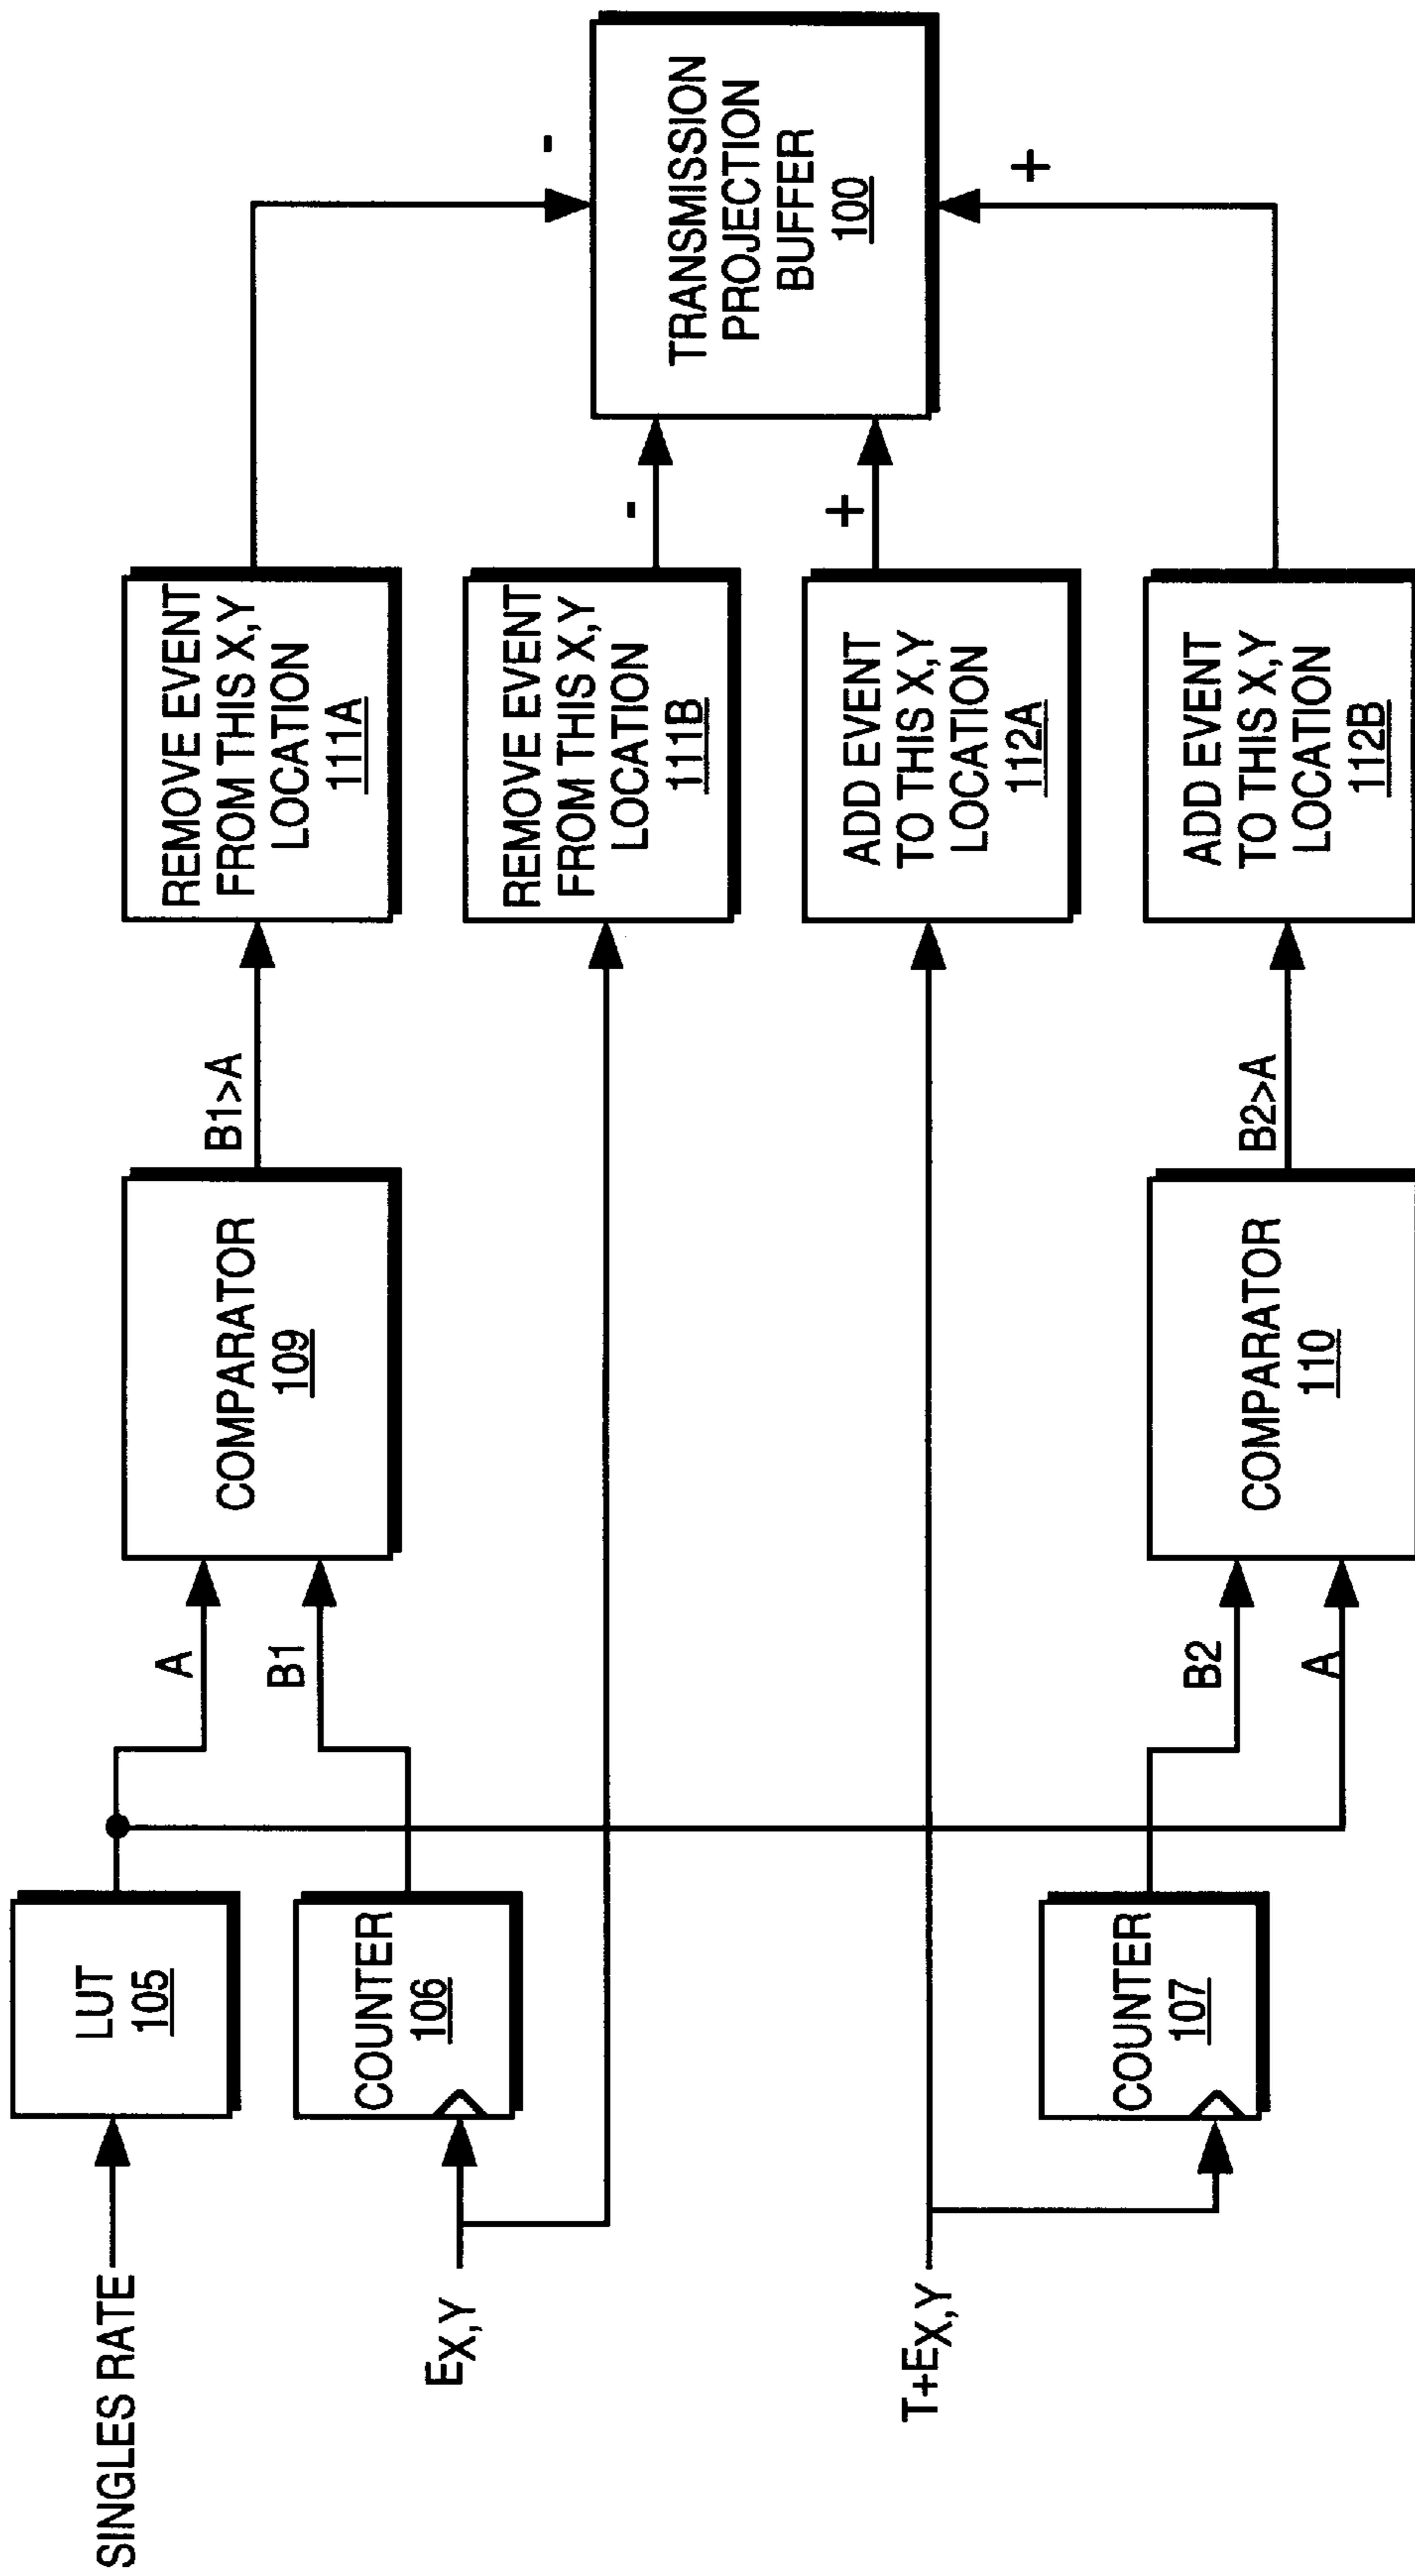 SINGLES RATE
LUT
105
A
COMPARATOR
109
B1>A
REMOVE EVENT
FROM THIS X,Y
LOCATION
111A
-
EX,Y
COUNTER
106
B1
REMOVE EVENT
FROM THIS X,Y
LOCATION
111B
-
TRANSMISSION
PROJECTION
BUFFER
100
T+EX,Y
ADD EVENT
TO THIS X,Y
LOCATION
112A
+
+
COUNTER
107
B2
A
COMPARATOR
110
B2>A
ADD EVENT
TO THIS X,Y
LOCATION
112B